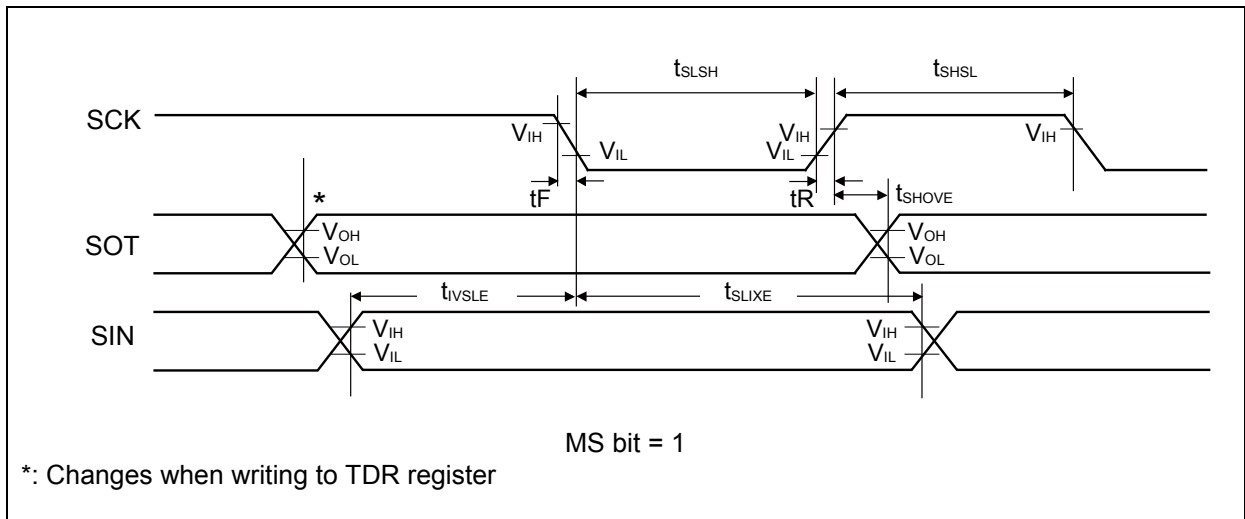 tSLSH tSHSL
SCK
VIH VIL VIL VIH VIH
tF tR tSHOVE
*
SOT
VOH VOH
VOL VOL
tIVSLE tSLIXE
SIN
VIH VIH
VIL VIL
MS bit = 1
*: Changes when writing to TDR register